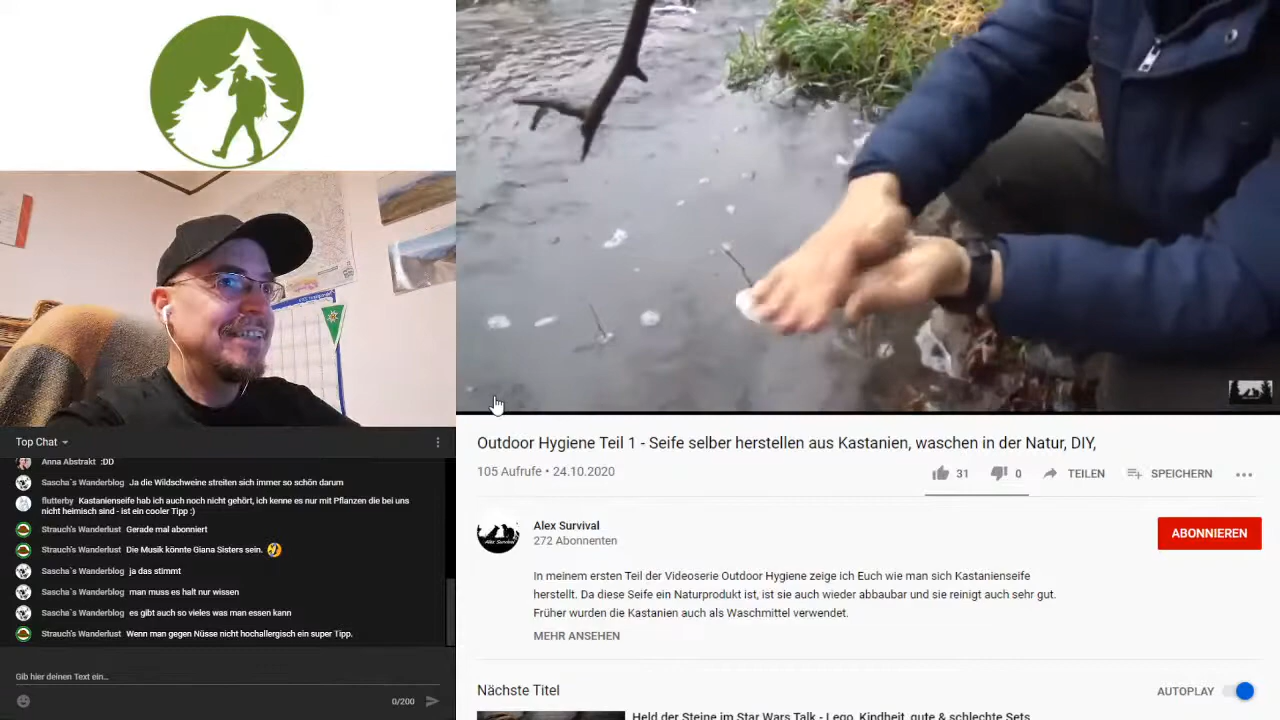 Top Chat
Anna Abstrakt :DD
Sascha`s Wanderblog Ja die Wildschweine streiten sich immer so schön darum
flutterby Kastanienseife hab ich auch noch nicht gehört, ich kenne es nur mit Pflanzen die bei uns
nicht heimisch sind - ist ein cooler Tipp :)
Strauch's Wanderlust Gerade mal abonniert
Strauch's Wanderlust Die Musik könnte Giana Sisters sein. 🤣
Sascha`s Wanderblog ja das stimmt
Sascha`s Wanderblog man muss es halt nur wissen
Sascha`s Wanderblog es gibt auch so vieles was man essen kann
Strauch's Wanderlust Wenn man gegen Nüsse nicht hochallergisch ein super Tipp.
Gib hier deinen Text ein...
0/200
Outdoor Hygiene Teil 1 - Seife selber herstellen aus Kastanien, waschen in der Natur, DIY,
105 Aufrufe • 24.10.2020
31
0
TEILEN
SPEICHERN
Alex Survival
272 Abonnenten
ABONNIEREN
In meinem ersten Teil der Videoserie Outdoor Hygiene zeige ich Euch wie man sich Kastanienseife
herstellt. Da diese Seife ein Naturprodukt ist, ist sie auch wieder abbaubar und sie reinigt auch sehr gut.
Früher wurden die Kastanien auch als Waschmittel verwendet.
MEHR ANSEHEN
Nächste Titel
AUTOPLAY
Held der Steine im Star Wars Talk - Lego, Kindheit, gute & schlechte Sets